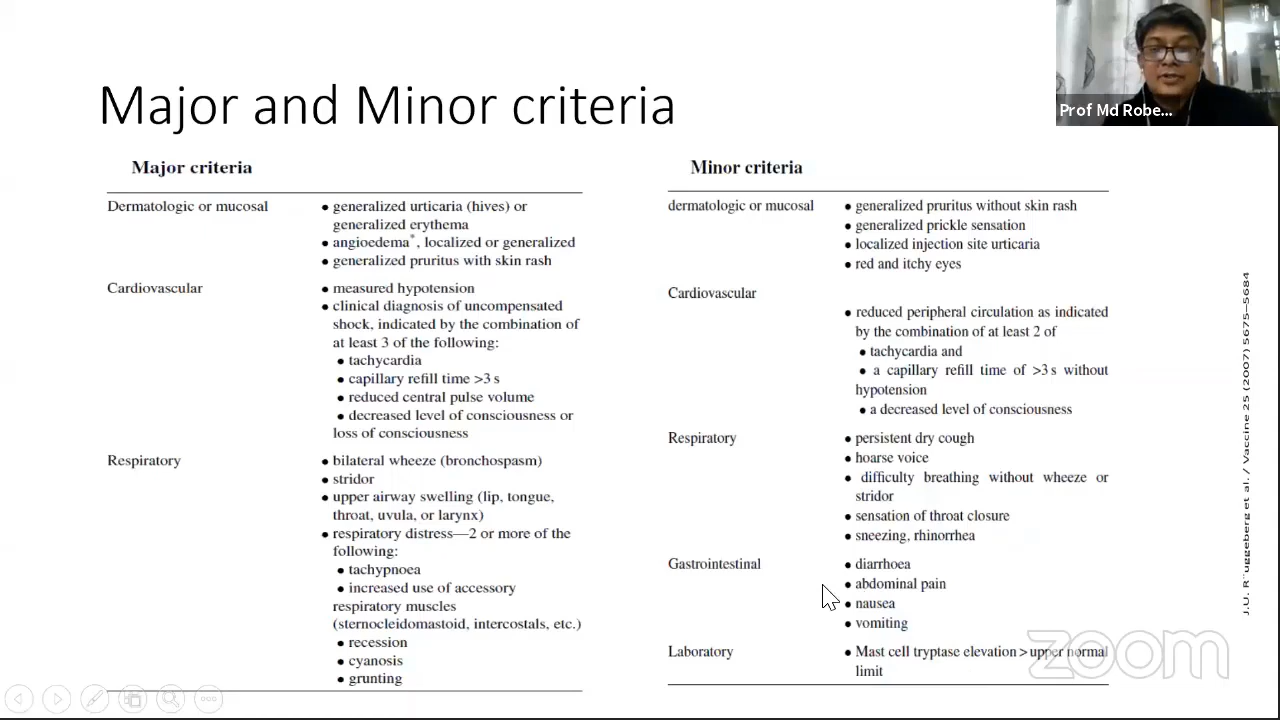 Prof Md Robe...
Major and Minor criteria
Major criteria
Dermatologic or mucosal
• generalized urticaria (hives) or
generalized erythema
• angioedema*, localized or generalized
• generalized pruritus with skin rash
Cardiovascular
• measured hypotension
• clinical diagnosis of uncompensated
shock, indicated by the combination of
at least 3 of the following:
• tachycardia
• capillary refill time >3 s
• reduced central pulse volume
• decreased level of consciousness or
loss of consciousness
Respiratory
• bilateral wheeze (bronchospasm)
• stridor
• upper airway swelling (lip, tongue,
throat, uvula, or larynx)
• respiratory distress—2 or more of the
following:
• tachypnoea
• increased use of accessory
respiratory muscles
(sternocleidomastoid, intercostals, etc.)
• recession
• cyanosis
• grunting
Minor criteria
dermatologic or mucosal
• generalized pruritus without skin rash
• generalized prickle sensation
• localized injection site urticaria
• red and itchy eyes
Cardiovascular
• reduced peripheral circulation as indicated
by the combination of at least 2 of
• tachycardia and
• a capillary refill time of >3 s without
hypotension
• a decreased level of consciousness
Respiratory
• persistent dry cough
• hoarse voice
• difficulty breathing without wheeze or
stridor
• sensation of throat closure
• sneezing, rhinorrhea
Gastrointestinal
• diarrhoea
• abdominal pain
• nausea
• vomiting
Laboratory
• Mast cell tryptase elevation > upper normal
limit
J.U. R¨uggeberg et al. / Vaccine 25 (2007) 5675–5684
zoom